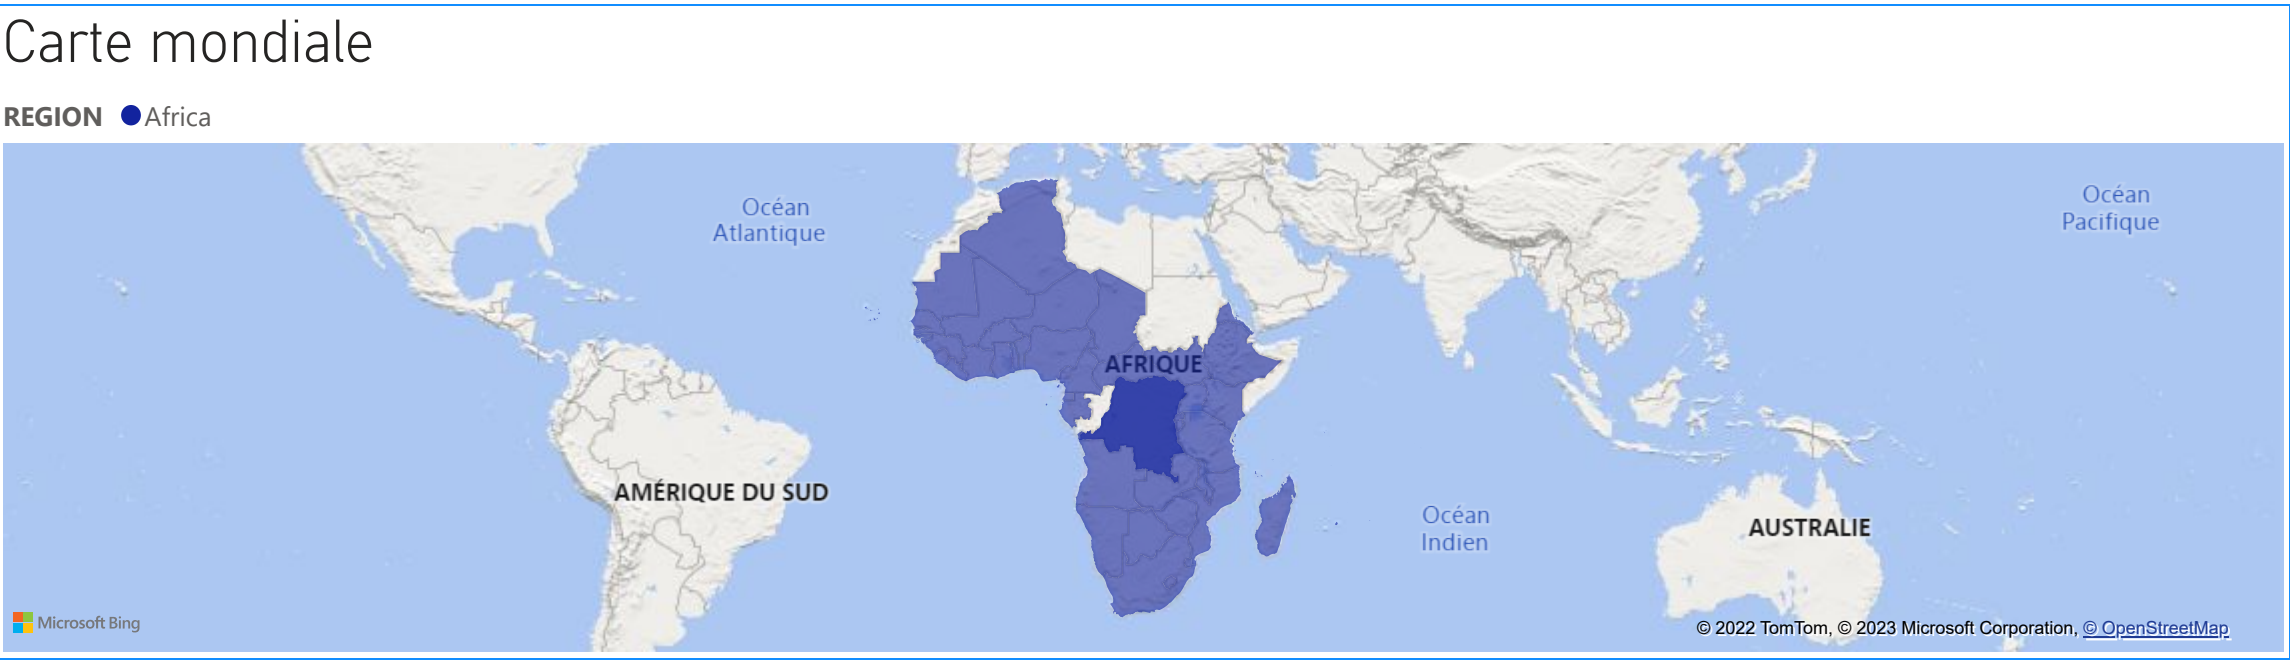 Carte mondiale
REGION Africa
Océan
Atlantique
Océan
Pacifique
AFRIQUE
AMÉRIQUE DU SUD
Océan
Indien
AUSTRALIE
Microsoft Bing
© 2022 TomTom, © 2023 Microsoft Corporation, © OpenStreetMap